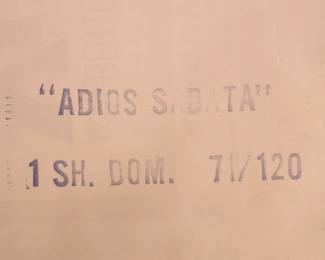 "ADIOS SABATA"
1 SH. DOM. 71/120